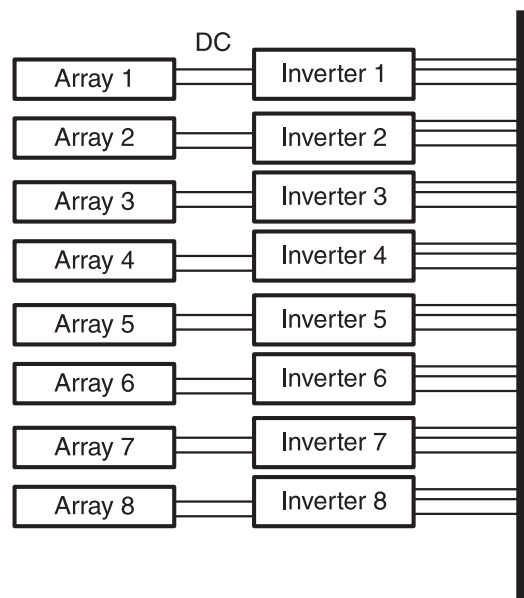 DC
Array 1 Inverter 1
Array 2 Inverter 2
Array 3 Inverter 3
Array 4 Inverter 4
Array 5 Inverter 5
Array 6 Inverter 6
Array 7 Inverter 7
Array 8 Inverter 8